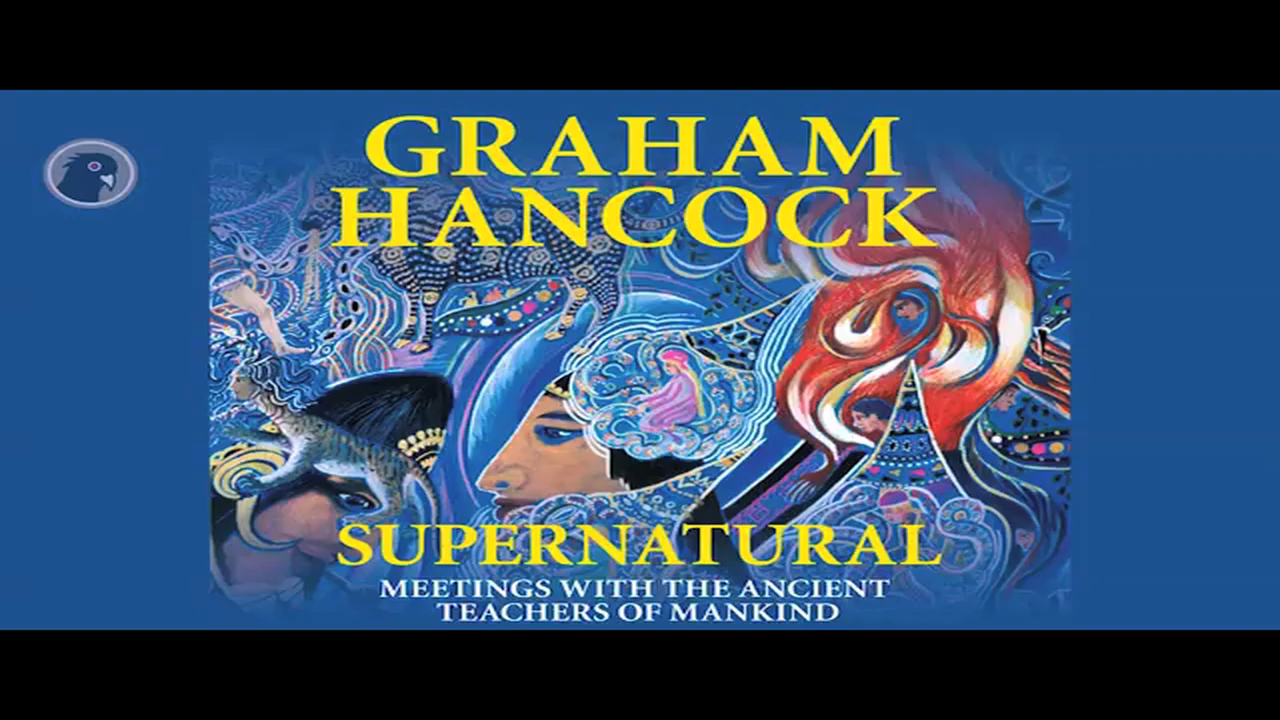 GRAHAM
HANCOCK
SUPERNATURAL
MEETINGS WITH THE ANCIENT
TEACHERS OF MANKIND